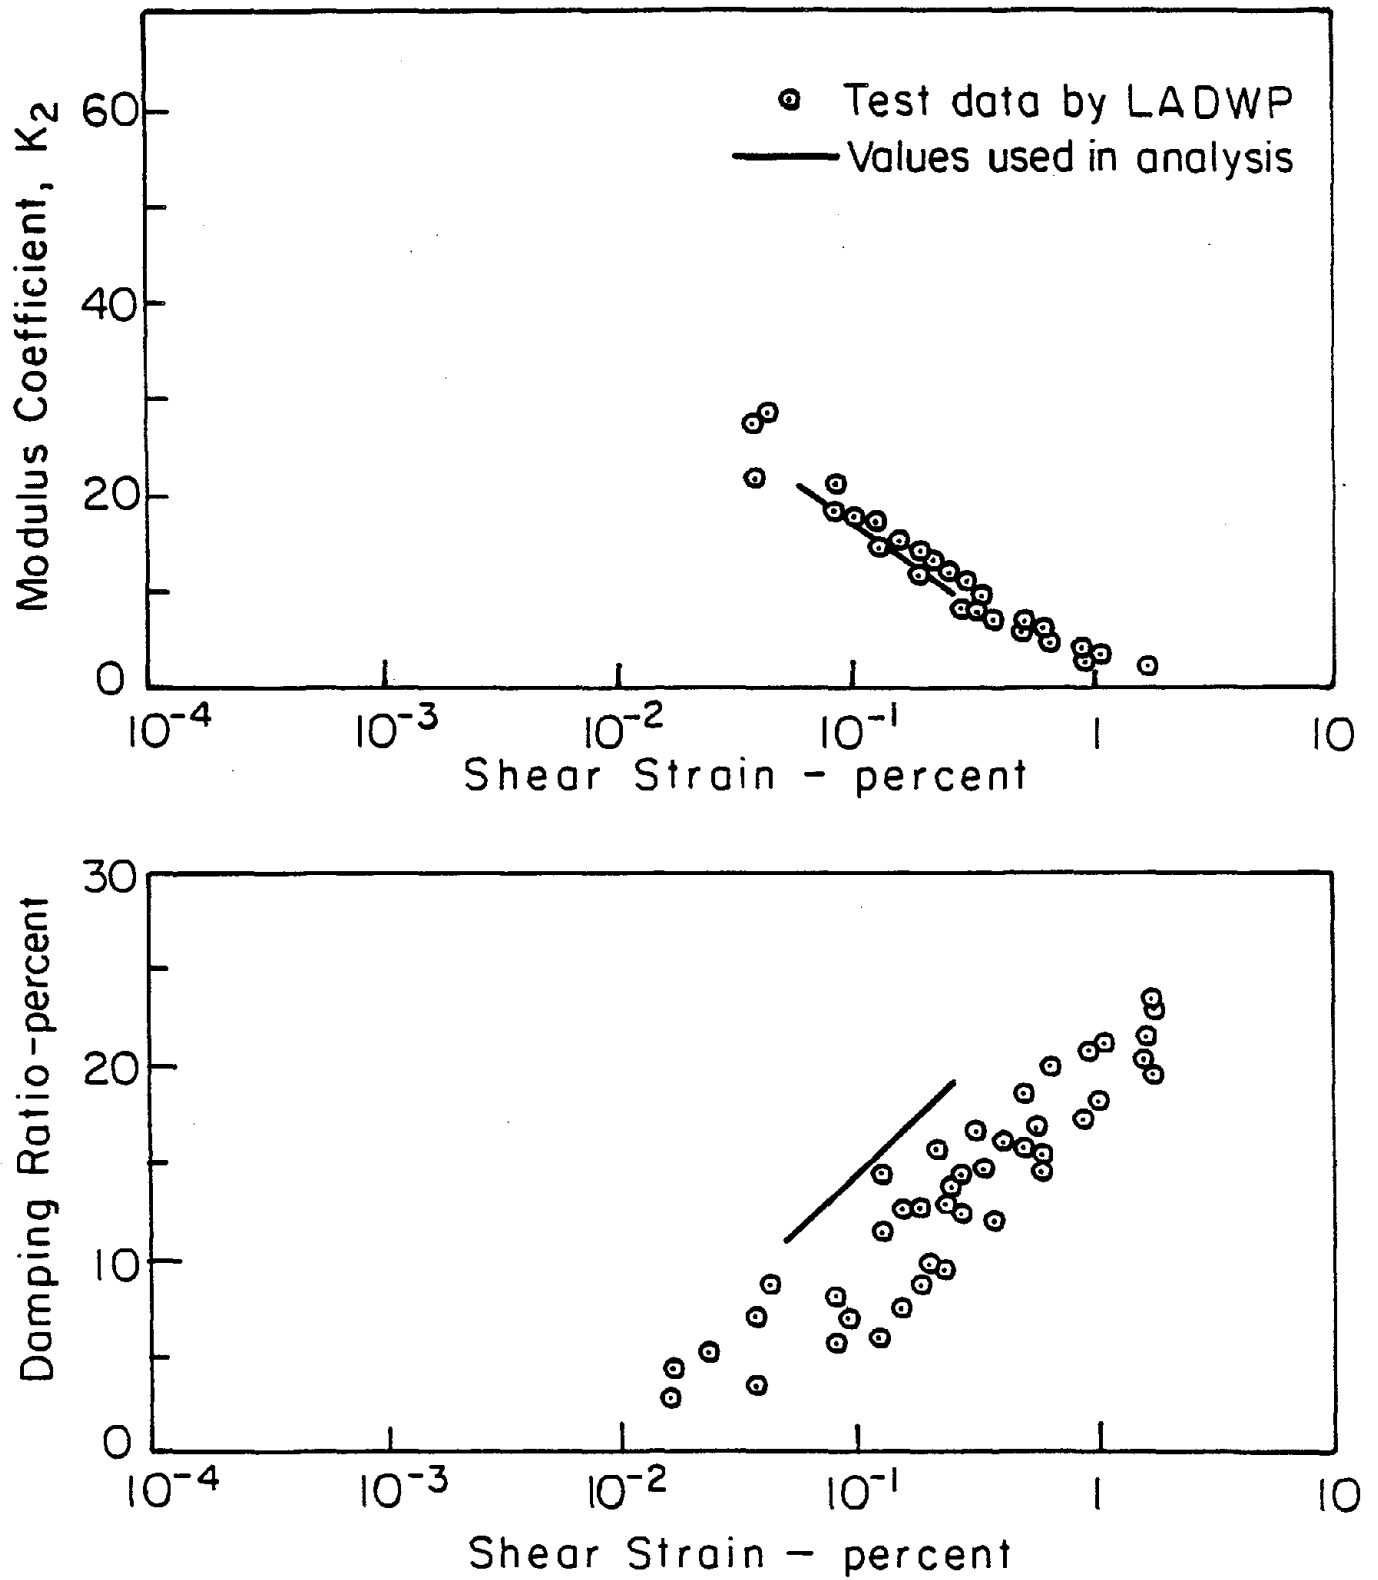 Modulus Coefficient, K2
60
40
20
0
Test data by LADWP
Values used in analysis
10-4 10-3 10-2 10-1 1 10
Shear Strain - percent
Damping Ratio-percent
30
20
10
0
10-4 10-3 10-2 10-1 1 10
Shear Strain - percent